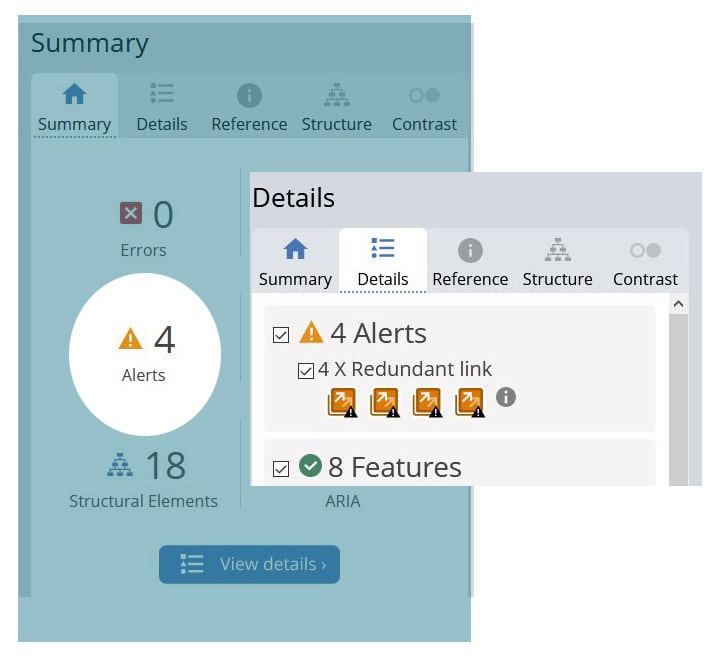 Summary
Summary Details Reference Structure Contrast
0
Errors
4
Alerts
18
Structural Elements
ARIA
View details ›
Details
Summary Details Reference Structure Contrast
4 Alerts
4 X Redundant link
8 Features